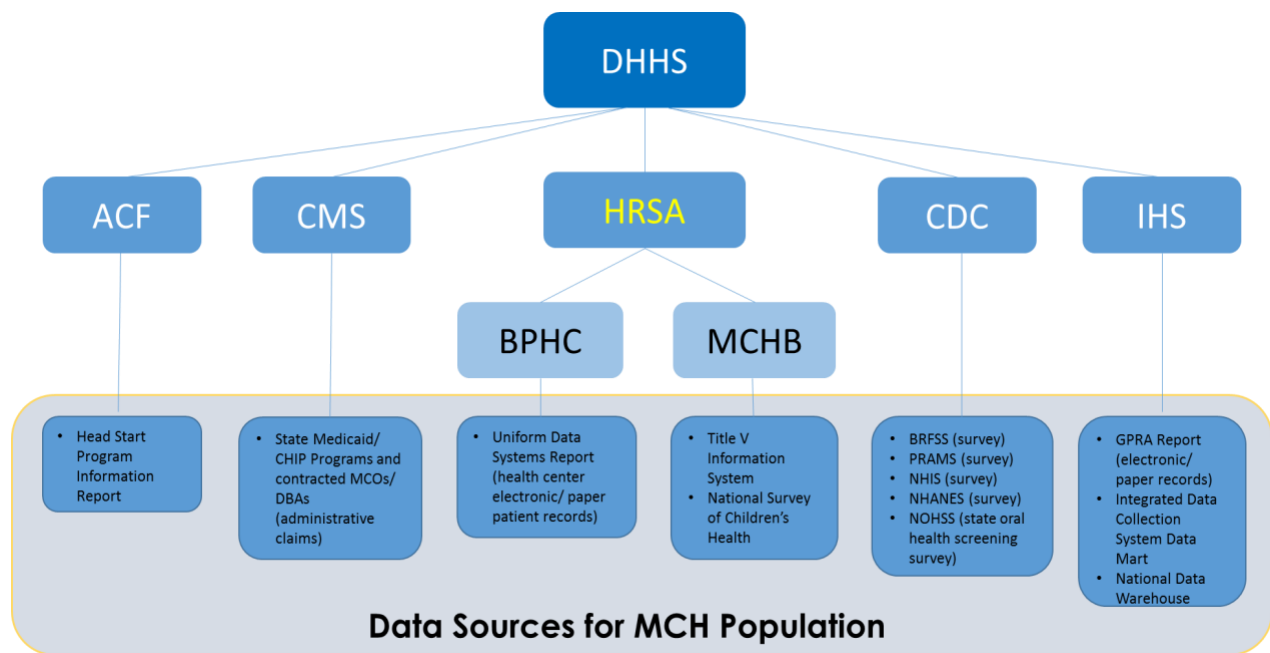 DHHS
ACF
CMS
HRSA
CDC
IHS
BPHC
MCHB
• Head Start
Program
Information
Report
• State Medicaid/
CHIP Programs and
contracted MCOs/
DBAs
(administrative
claims)
• Uniform Data
Systems Report
(health center
electronic/ paper
patient records)
• Title V
Information
System
• National Survey
of Children's
Health
• BRFSS (survey)
• PRAMS (survey)
• NHIS (survey)
• NHANES (survey)
• NOHSS (state oral
health screening
survey)
• GPRA Report
(electronic/
paper records)
• Integrated Data
Collection
System Data
Mart
• National Data
Warehouse
Data Sources for MCH Population